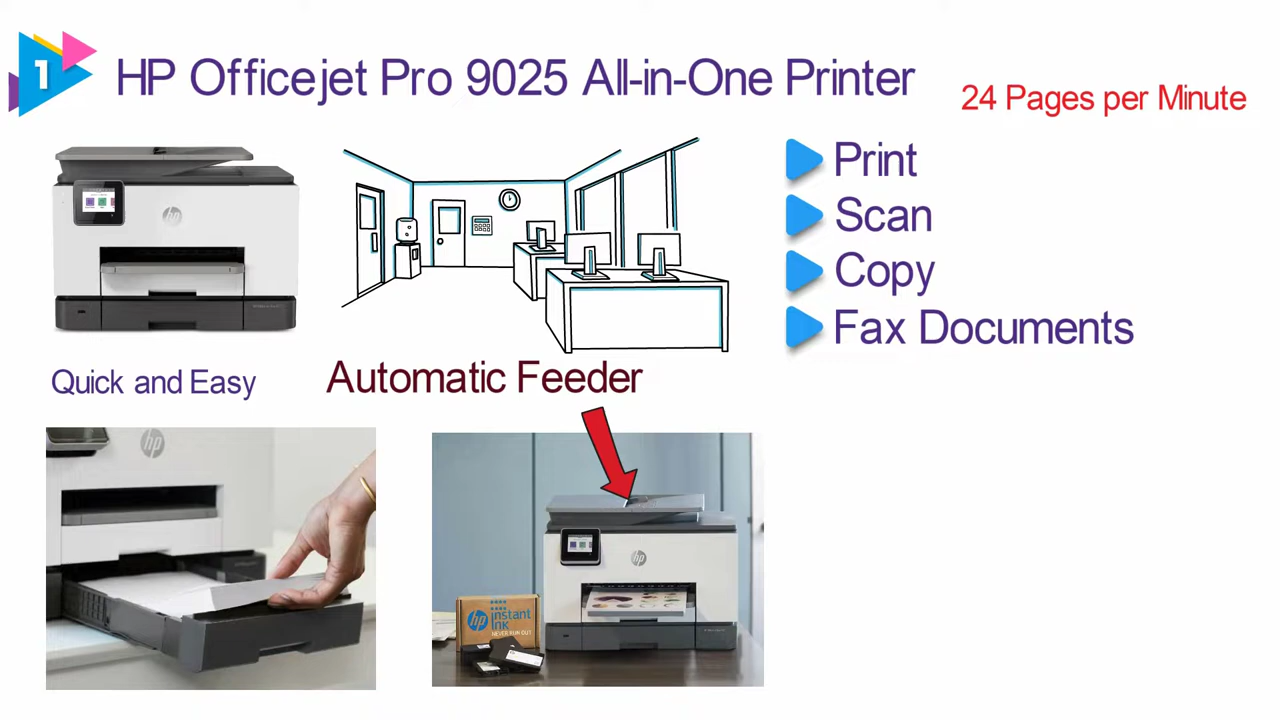 1
HP Officejet Pro 9025 All-in-One Printer
24 Pages per Minute
Print
Scan
Copy
Fax Documents
hp
Quick and Easy
Automatic Feeder
hp
hp
hp instant
ink
NEVER RUN OUT